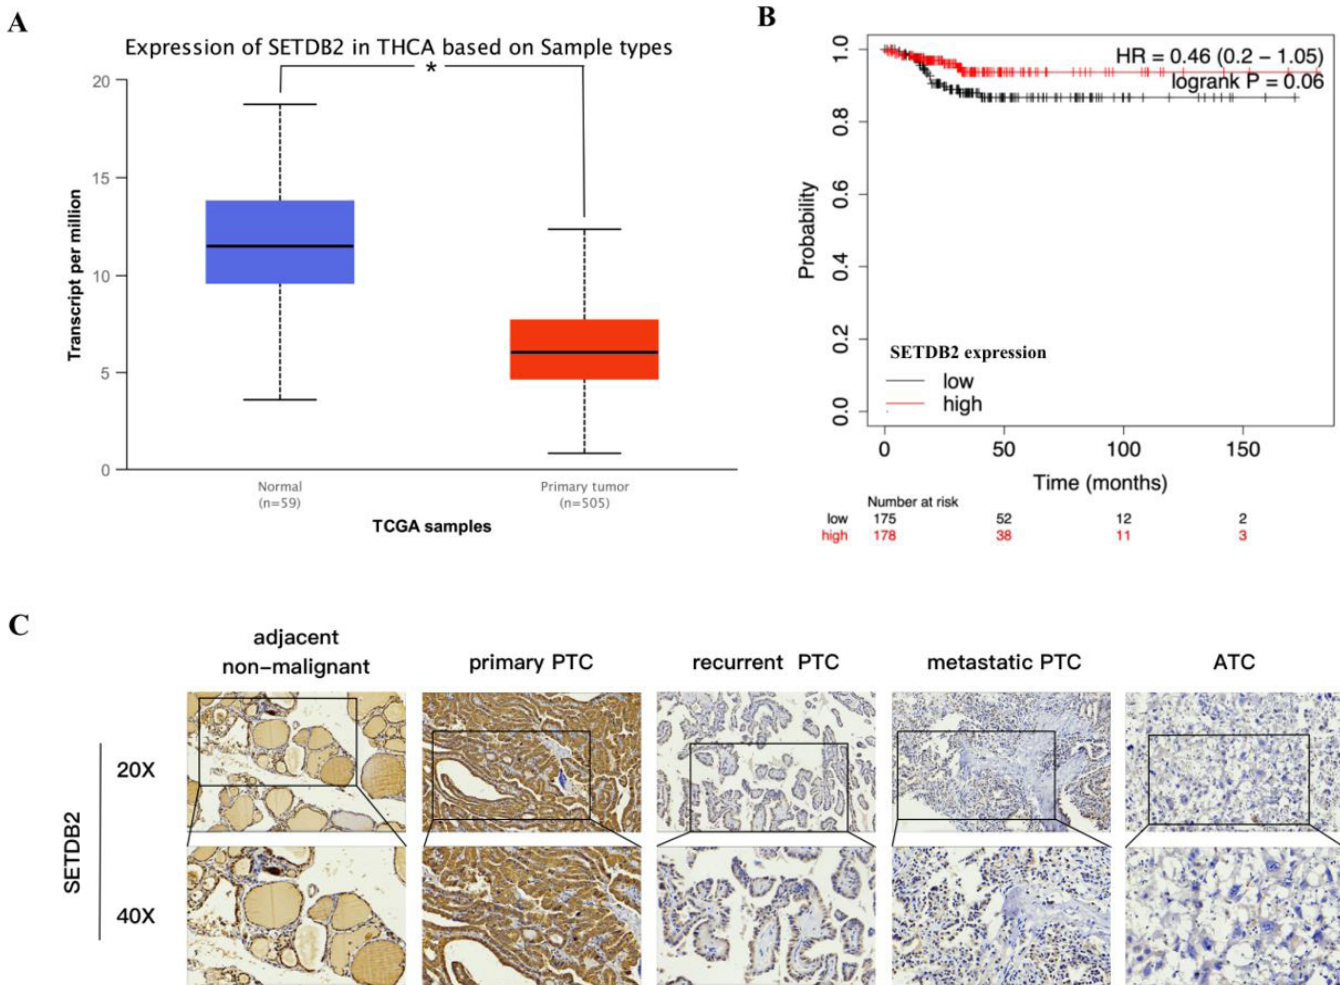 A
Expression of SETDB2 in THCA based on Sample types
*
20
15
10
5
0
Transcript per million
Normal
(n=59)
Primary tumor
(n=505)
TCGA samples
B
HR = 0.46 (0.2 – 1.05)
logrank P = 0.06
1.0
0.8
0.6
0.4
0.2
0.0
Probability
SETDB2 expression
low
high
0 50 100 150
Time (months)
Number at risk
low 175 52 12 2
high 178 38 11 3
C
adjacent
non-malignant
primary PTC
recurrent PTC
metastatic PTC
ATC
SETDB2
20X
40X